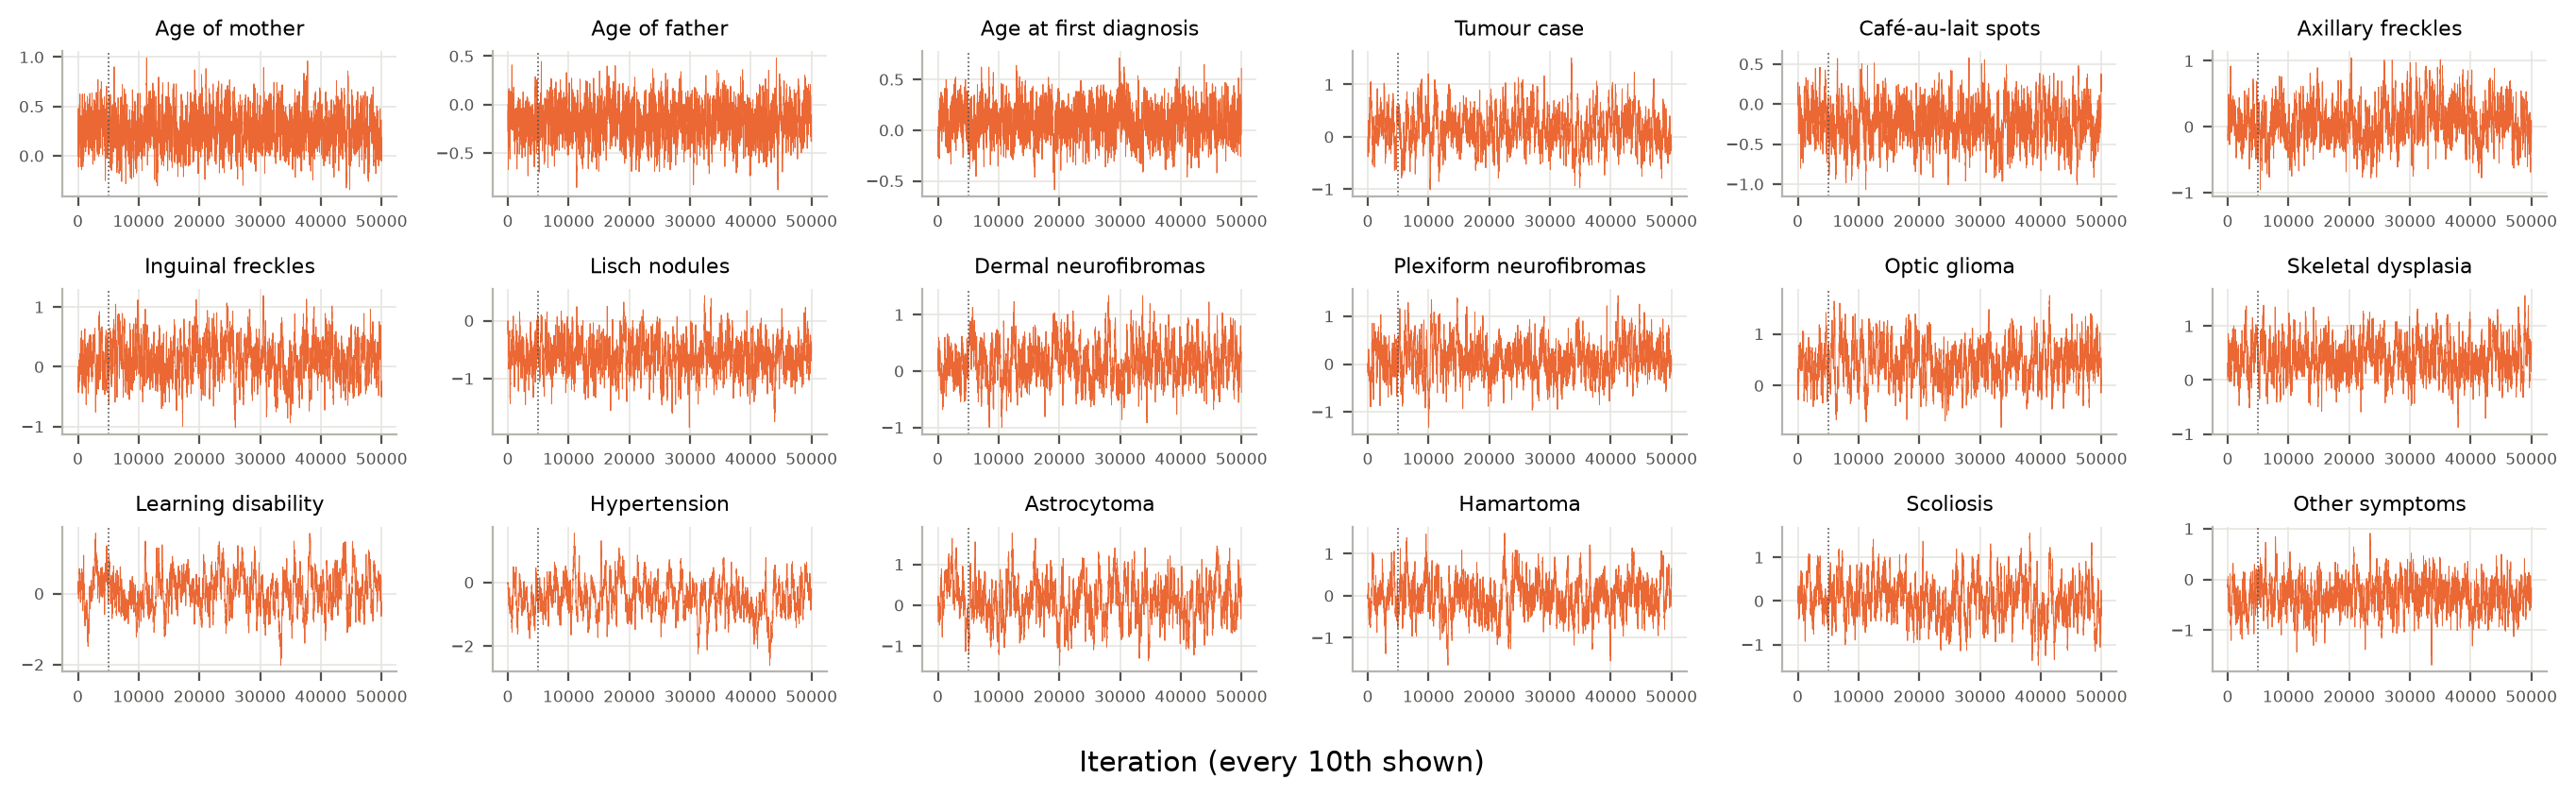 Age of mother
1.0
0.5
0.0
0 10000 20000 30000 40000 50000
Age of father
0.5
0.0
−0.5
0 10000 20000 30000 40000 50000
Age at first diagnosis
0.5
0.0
−0.5
0 10000 20000 30000 40000 50000
Tumour case
1
0
−1
0 10000 20000 30000 40000 50000
Café-au-lait spots
0.5
0.0
−0.5
−1.0
0 10000 20000 30000 40000 50000
Axillary freckles
1
0
−1
0 10000 20000 30000 40000 50000
Inguinal freckles
1
0
−1
0 10000 20000 30000 40000 50000
Lisch nodules
0
−1
0 10000 20000 30000 40000 50000
Dermal neurofibromas
1
0
−1
0 10000 20000 30000 40000 50000
Plexiform neurofibromas
1
0
−1
0 10000 20000 30000 40000 50000
Optic glioma
1
0
0 10000 20000 30000 40000 50000
Skeletal dysplasia
1
0
−1
0 10000 20000 30000 40000 50000
Learning disability
0
−2
0 10000 20000 30000 40000 50000
Hypertension
0
−2
0 10000 20000 30000 40000 50000
Astrocytoma
1
0
−1
0 10000 20000 30000 40000 50000
Hamartoma
1
0
−1
0 10000 20000 30000 40000 50000
Scoliosis
1
0
−1
0 10000 20000 30000 40000 50000
Other symptoms
1
0
−1
0 10000 20000 30000 40000 50000
Iteration (every 10th shown)